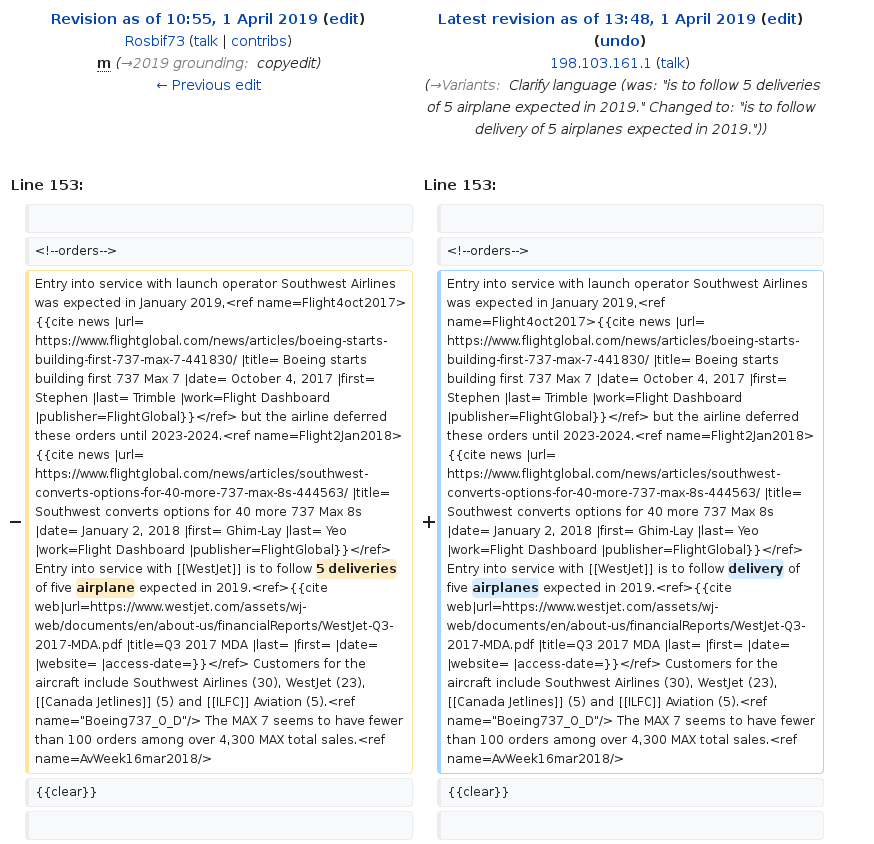 Revision as of 10:55, 1 April 2019 (edit)
Rosbif73 (talk | contribs)
m (→2019 grounding: copyedit)
← Previous edit
Latest revision as of 13:48, 1 April 2019 (edit)
(undo)
198.103.161.1 (talk)
(→Variants: Clarify language (was: "is to follow 5 deliveries
of 5 airplane expected in 2019." Changed to: "is to follow
delivery of 5 airplanes expected in 2019."))
Line 153:
Line 153:
<!--orders-->
<!--orders-->
−
Entry into service with launch operator Southwest Airlines
was expected in January 2019,<ref name=Flight4oct2017>
{{cite news |url=
https://www.flightglobal.com/news/articles/boeing-starts-
building-first-737-max-7-441830/ |title= Boeing starts
building first 737 Max 7 |date= October 4, 2017 |first=
Stephen |last= Trimble |work=Flight Dashboard
|publisher=FlightGlobal}}</ref> but the airline deferred
these orders until 2023-2024.<ref name=Flight2Jan2018>
{{cite news |url=
https://www.flightglobal.com/news/articles/southwest-
converts-options-for-40-more-737-max-8s-444563/ |title=
Southwest converts options for 40 more 737 Max 8s
|date= January 2, 2018 |first= Ghim-Lay |last= Yeo
|work=Flight Dashboard |publisher=FlightGlobal}}</ref>
Entry into service with [[WestJet]] is to follow 5 deliveries
of five airplane expected in 2019.<ref>{{cite
web|url=https://www.westjet.com/assets/wj-
web/documents/en/about-us/financialReports/WestJet-Q3-
2017-MDA.pdf |title=Q3 2017 MDA |last= |first= |date=
|website= |access-date=}}</ref> Customers for the
aircraft include Southwest Airlines (30), WestJet (23),
[[Canada Jetlines]] (5) and [[ILFC]] Aviation (5).<ref
name="Boeing737_O_D"/> The MAX 7 seems to have fewer
than 100 orders among over 4,300 MAX total sales.<ref
name=AvWeek16mar2018/>
+
Entry into service with launch operator Southwest Airlines
was expected in January 2019,<ref
name=Flight4oct2017>{{cite news |url=
https://www.flightglobal.com/news/articles/boeing-starts-
building-first-737-max-7-441830/ |title= Boeing starts
building first 737 Max 7 |date= October 4, 2017 |first=
Stephen |last= Trimble |work=Flight Dashboard
|publisher=FlightGlobal}}</ref> but the airline deferred
these orders until 2023-2024.<ref name=Flight2Jan2018>
{{cite news |url=
https://www.flightglobal.com/news/articles/southwest-
converts-options-for-40-more-737-max-8s-444563/ |title=
Southwest converts options for 40 more 737 Max 8s
|date= January 2, 2018 |first= Ghim-Lay |last= Yeo
|work=Flight Dashboard |publisher=FlightGlobal}}</ref>
Entry into service with [[WestJet]] is to follow delivery of
five airplanes expected in 2019.<ref>{{cite
web|url=https://www.westjet.com/assets/wj-
web/documents/en/about-us/financialReports/WestJet-Q3-
2017-MDA.pdf |title=Q3 2017 MDA |last= |first= |date=
|website= |access-date=}}</ref> Customers for the
aircraft include Southwest Airlines (30), WestJet (23),
[[Canada Jetlines]] (5) and [[ILFC]] Aviation (5).<ref
name="Boeing737_O_D"/> The MAX 7 seems to have fewer
than 100 orders among over 4,300 MAX total sales.<ref
name=AvWeek16mar2018/>
{{clear}}
{{clear}}